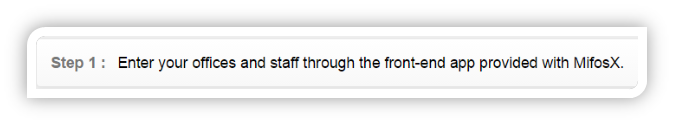 Step 1 : Enter your offices and staff through the front-end app provided with MifosX.